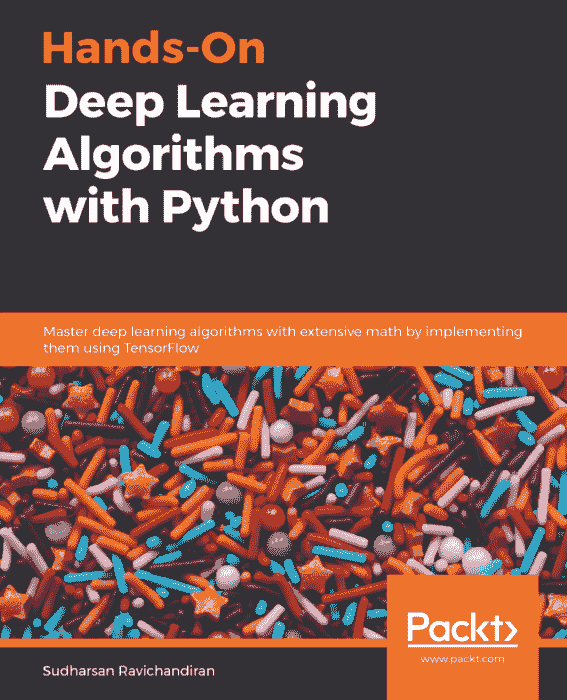 Hands-On
Deep Learning
Algorithms
with Python
Master deep learning algorithms with extensive math by implementing
them using TensorFlow
Packt>
www.packt.com
Sudharsan Ravichandiran